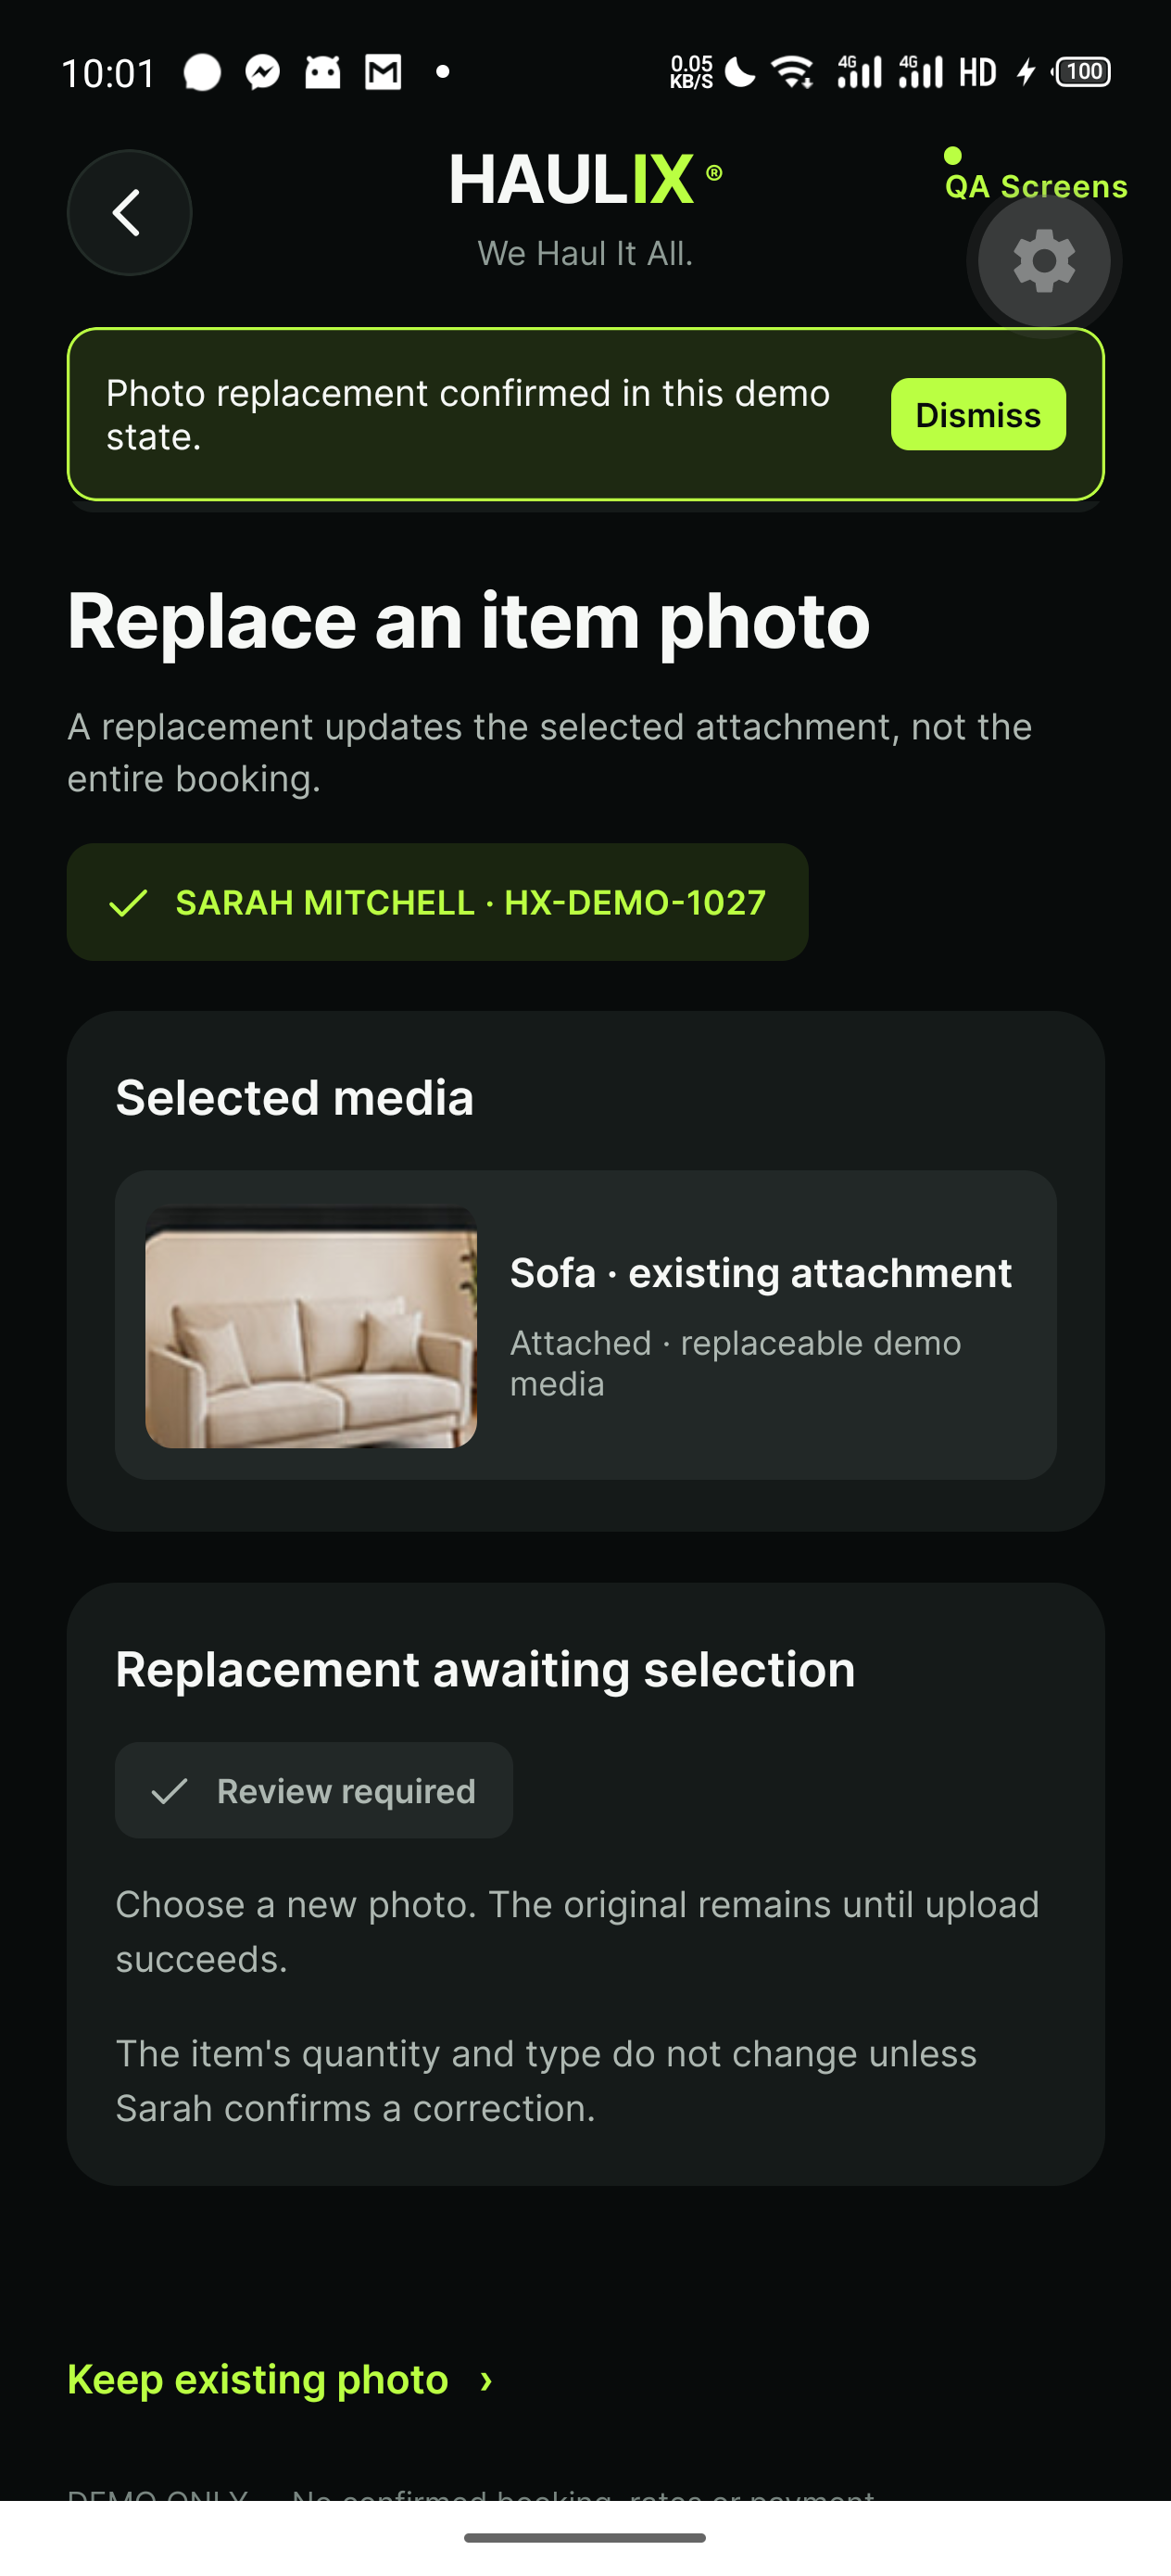 10:01
0.05
KB/S
4G
4G
HD
100
HAULIX®
QA Screens
We Haul It All.
Photo replacement confirmed in this demo
state.
Dismiss
Replace an item photo
A replacement updates the selected attachment, not the
entire booking.
SARAH MITCHELL · HX-DEMO-1027
Selected media
Sofa · existing attachment
Attached · replaceable demo
media
Replacement awaiting selection
Review required
Choose a new photo. The original remains until upload
succeeds.
The item's quantity and type do not change unless
Sarah confirms a correction.
Keep existing photo ›